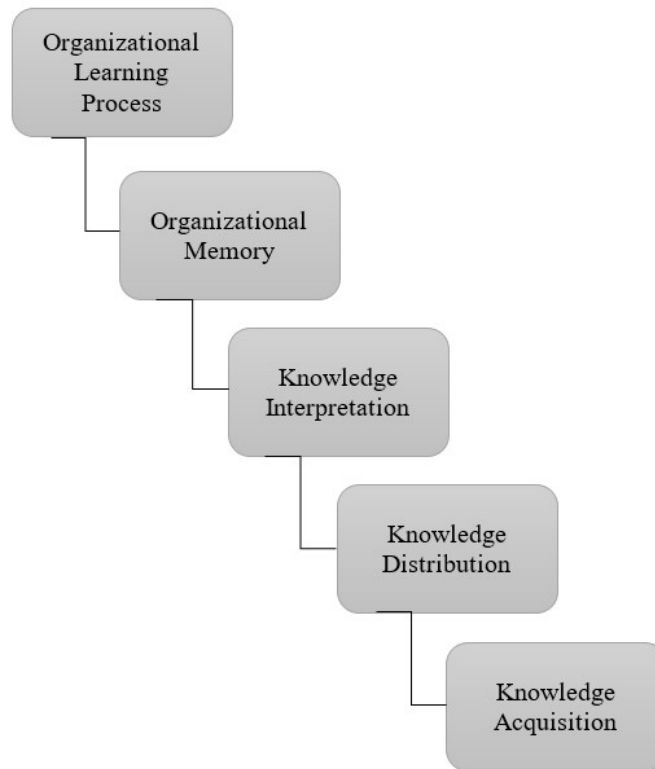 Organizational
Learning
Process
Organizational
Memory
Knowledge
Interpretation
Knowledge
Distribution
Knowledge
Acquisition